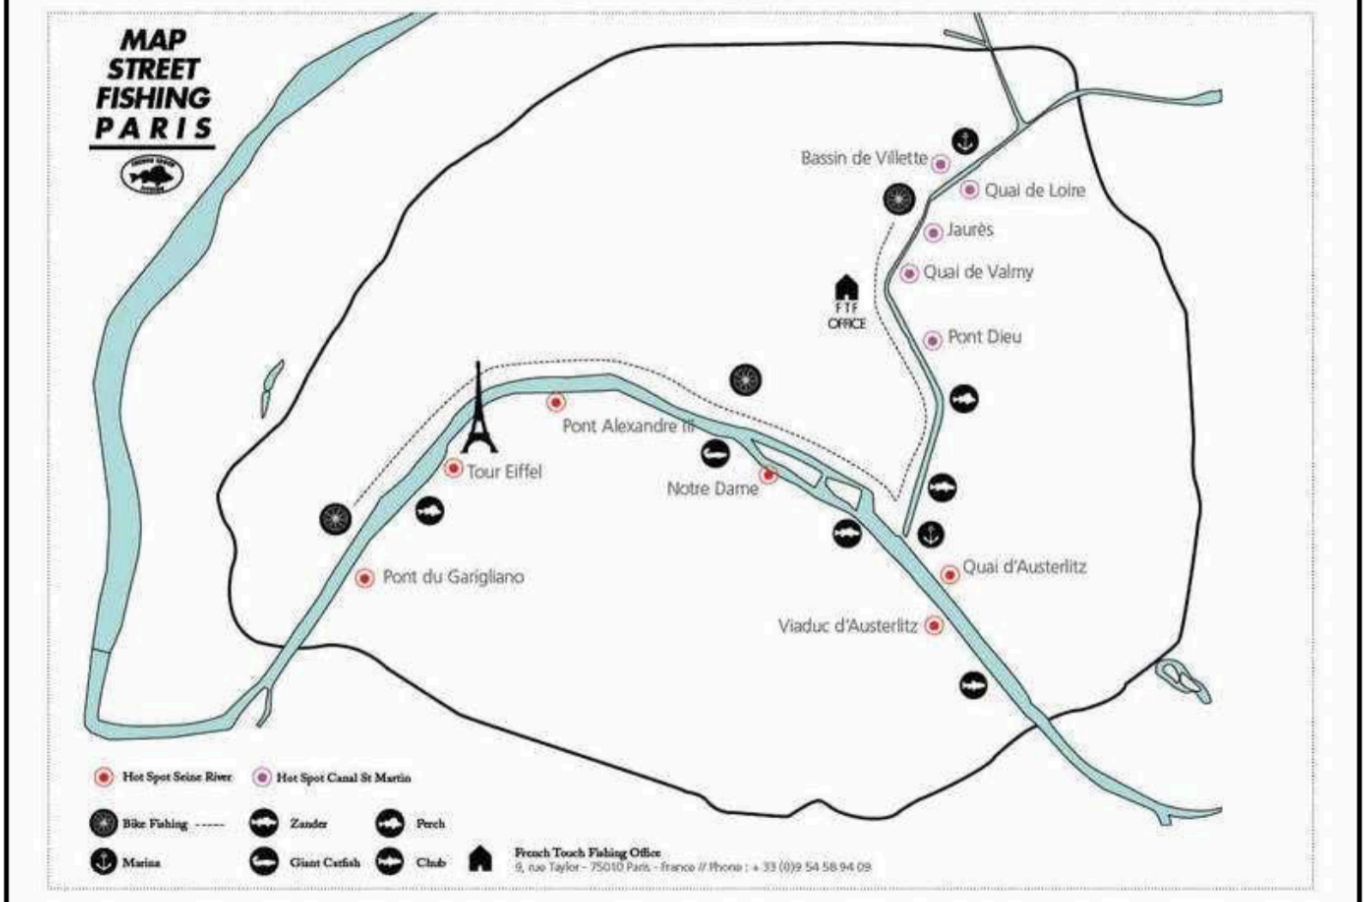 MAP
STREET
FISHING
PARIS
Bassin de Villette
Quai de Loire
Jaurès
Quai de Valmy
FTF
OFFICE
Pont Dieu
Pont Alexandre III
Tour Eiffel
Notre Dame
Pont du Garigliano
Quai d'Austerlitz
Viaduc d'Austerlitz
Hot Spot Seine River
Hot Spot Canal St Martin
Bike Fishing -----
Zander
Perch
Marina
Giant Catfish
Chub
French Touch Fishing Office
9, rue Taylor - 75010 Paris - France // Phone : + 33 (0)9 54 58 94 09